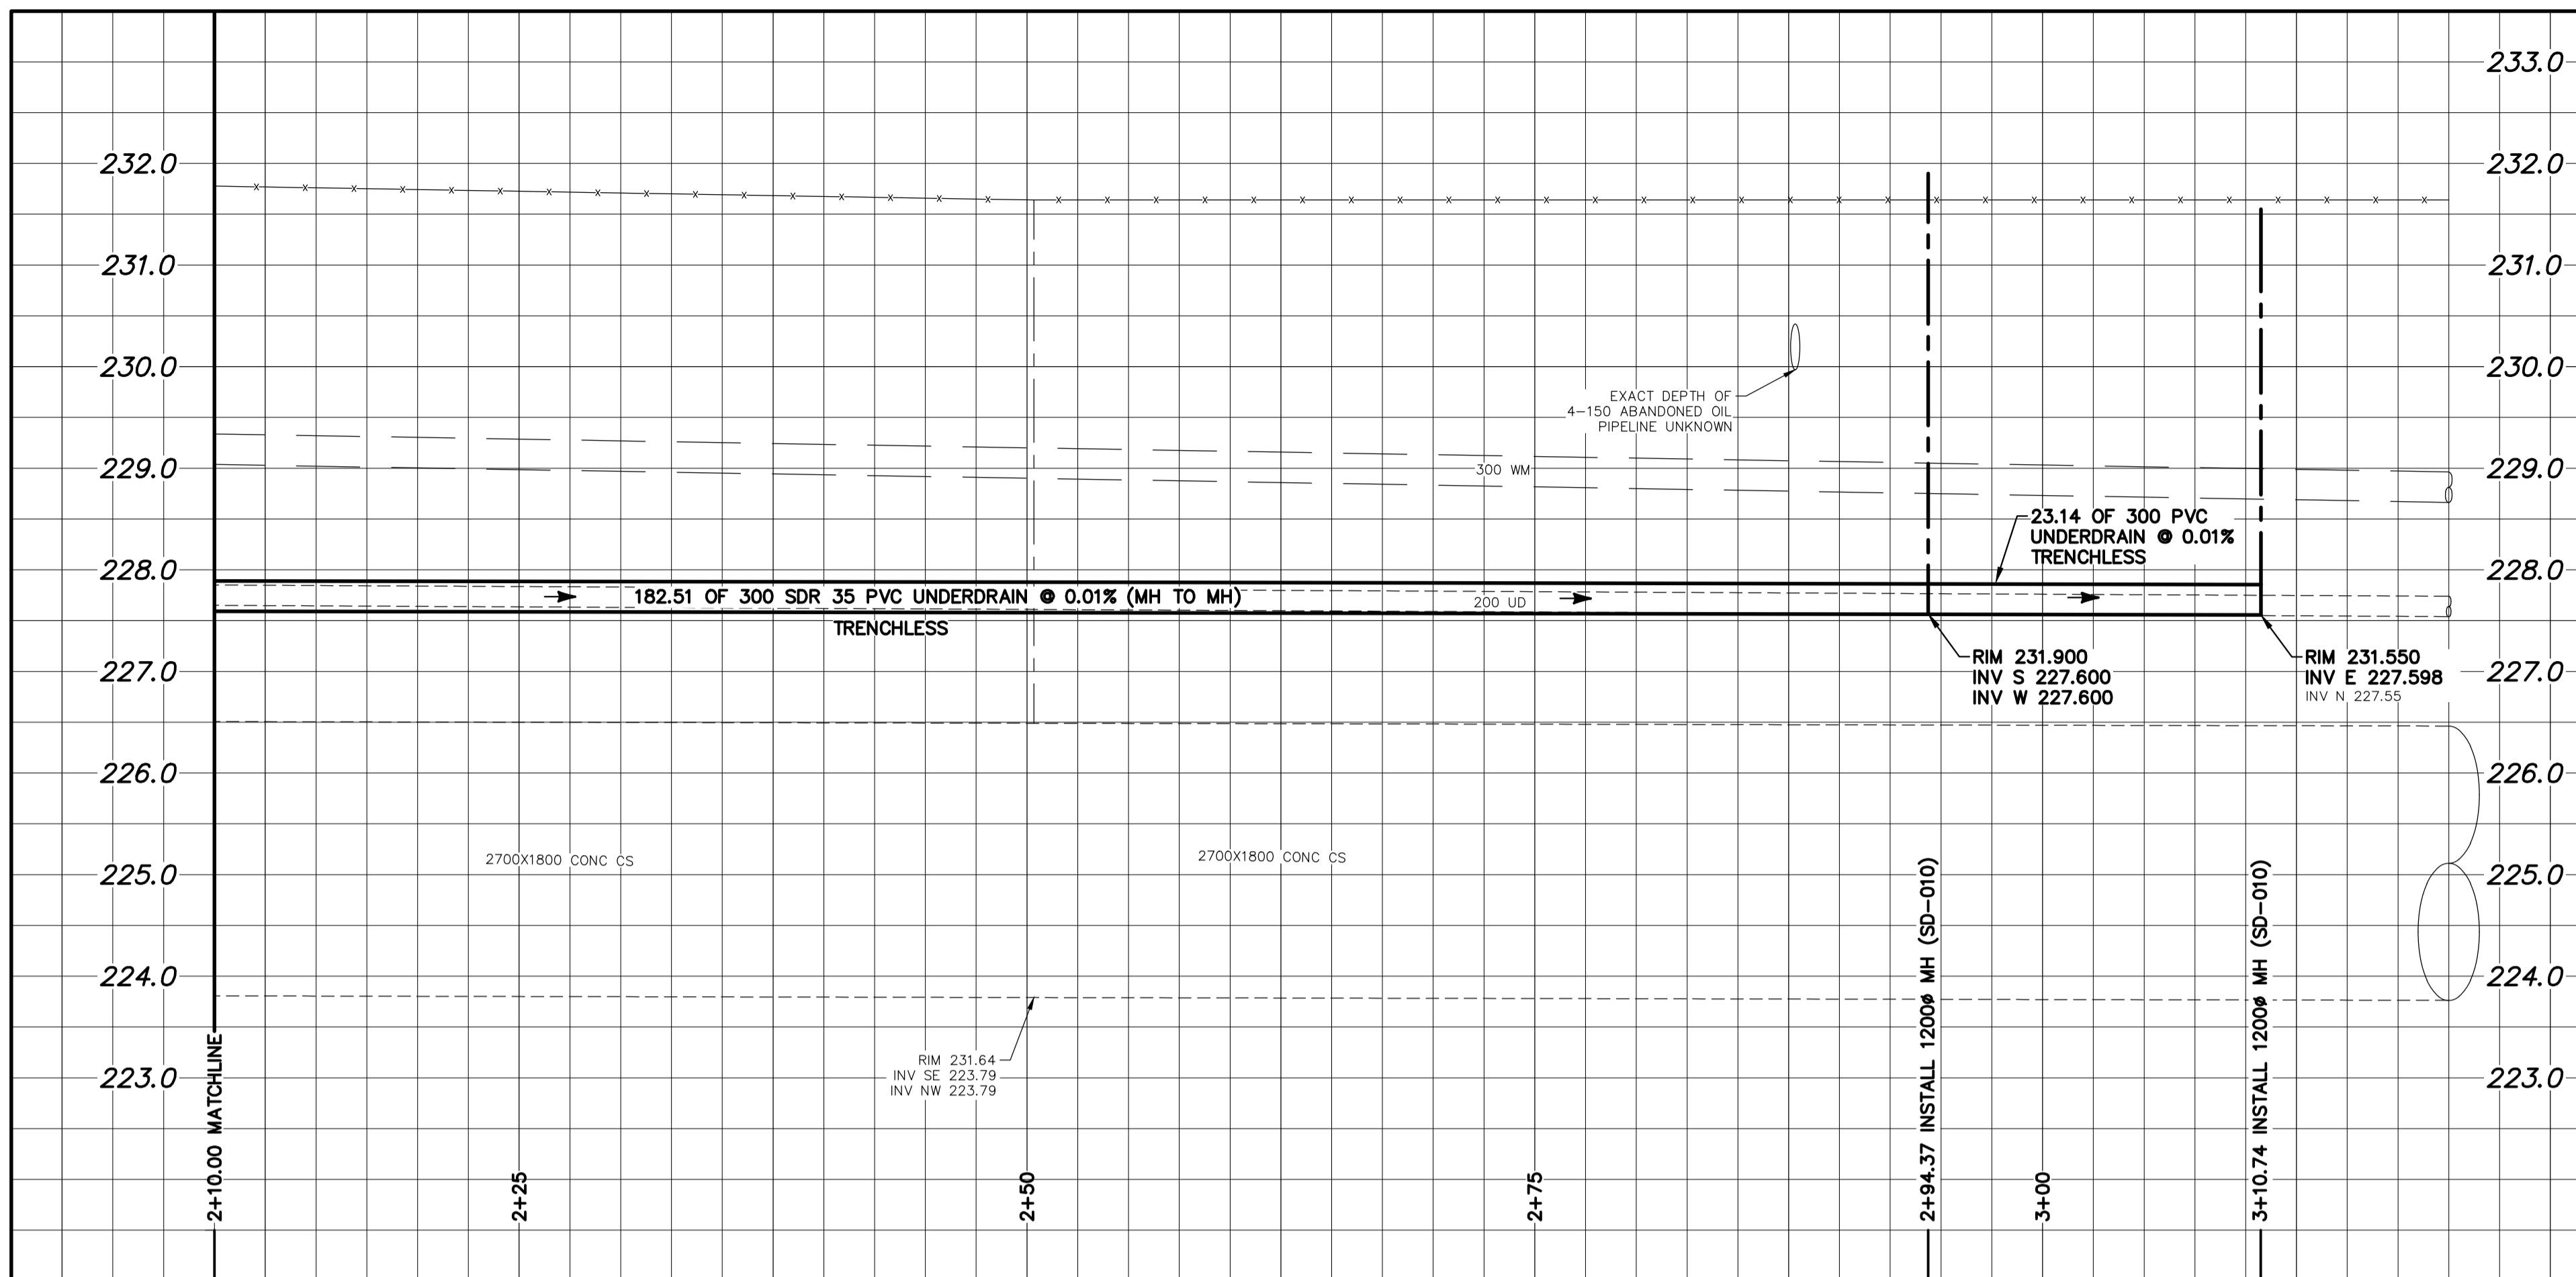 233.0
232.0
232.0
231.0
231.0
230.0
230.0
EXACT DEPTH OF
4-150 ABANDONED OIL
PIPELINE UNKNOWN
229.0
300 WM
229.0
23.14 OF 300 PVC
UNDERDRAIN @ 0.01%
TRENCHLESS
228.0
228.0
182.51 OF 300 SDR 35 PVC UNDERDRAIN @ 0.01% (MH TO MH)
TRENCHLESS
200 UD
227.0
RIM 231.900
INV S 227.600
INV W 227.600
RIM 231.550
INV E 227.598
INV N 227.55
227.0
226.0
226.0
2700X1800 CONC CS
2700X1800 CONC CS
225.0
225.0
224.0
224.0
RIM 231.64
INV SE 223.79
INV NW 223.79
223.0
223.0
2+10.00 MATCHLINE
2+25
2+50
2+75
2+94.37 INSTALL 1200ø MH (SD-010)
3+00
3+10.74 INSTALL 1200ø MH (SD-010)